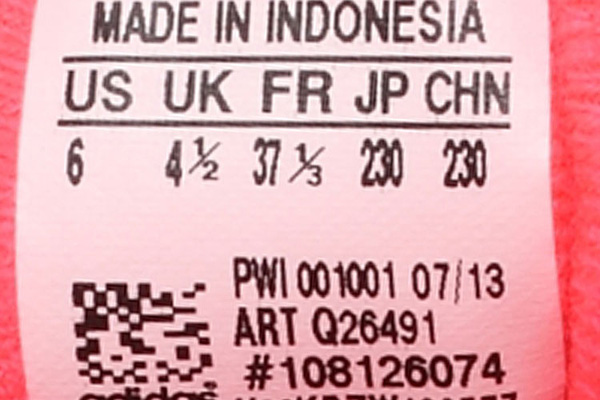 MADE IN INDONESIA
US UK FR JP CHN
6 4½ 37⅓ 230 230
PWI 001001 07/13
ART Q26491
#108126074
adidas